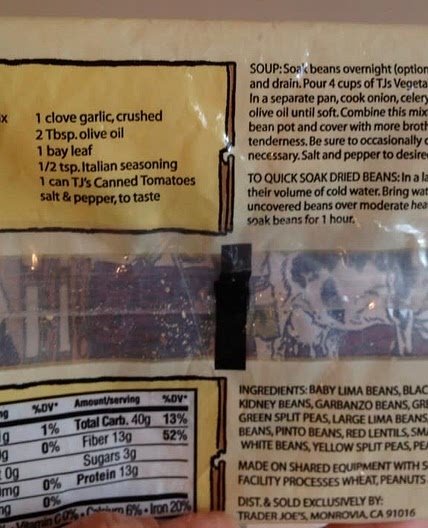 1 clove garlic, crushed
2 Tbsp. olive oil
1 bay leaf
1/2 tsp. Italian seasoning
1 can TJ's Canned Tomatoes
salt & pepper, to taste
SOUP: Soak beans overnight (option
and drain. Pour 4 cups of TJs Vegeta
In a separate pan, cook onion, celery
olive oil until soft. Combine this mix
bean pot and cover with more broth
tenderness. Be sure to occasionally
necessary. Salt and pepper to desire
TO QUICK SOAK DRIED BEANS: In a la
their volume of cold water. Bring wat
uncovered beans over moderate hea
soak beans for 1 hour.
%DV* Amount/serving %DV*
1% Total Carb. 40g 13%
0% Fiber 13g 52%
Sugars 3g
0g 0% Protein 13g
0mg 0%
Vitamin C 0% • Calcium 6% • Iron 20%
INGREDIENTS: BABY LIMA BEANS, BLAC
KIDNEY BEANS, GARBANZO BEANS, GRE
GREEN SPLIT PEAS, LARGE LIMA BEANS
BEANS, PINTO BEANS, RED LENTILS, SMA
WHITE BEANS, YELLOW SPLIT PEAS, PEA
MADE ON SHARED EQUIPMENT WITH S
FACILITY PROCESSES WHEAT, PEANUTS
DIST. & SOLD EXCLUSIVELY BY:
TRADER JOE'S, MONROVIA, CA 91016